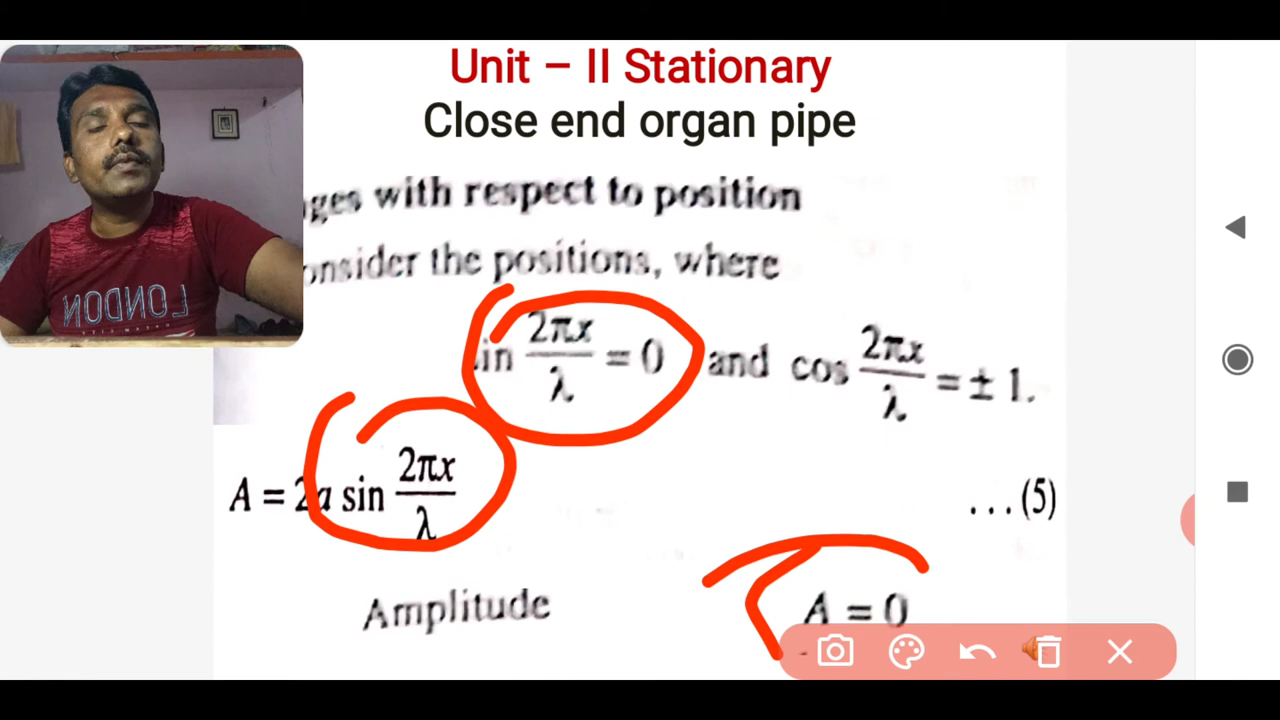 Unit – II Stationary
Close end organ pipe
ges with respect to position
onsider the positions, where
in 2πx/λ = 0 and cos 2πx/λ = ± 1.
A = 2a sin 2πx/λ ...(5)
Amplitude A = 0
LONDON